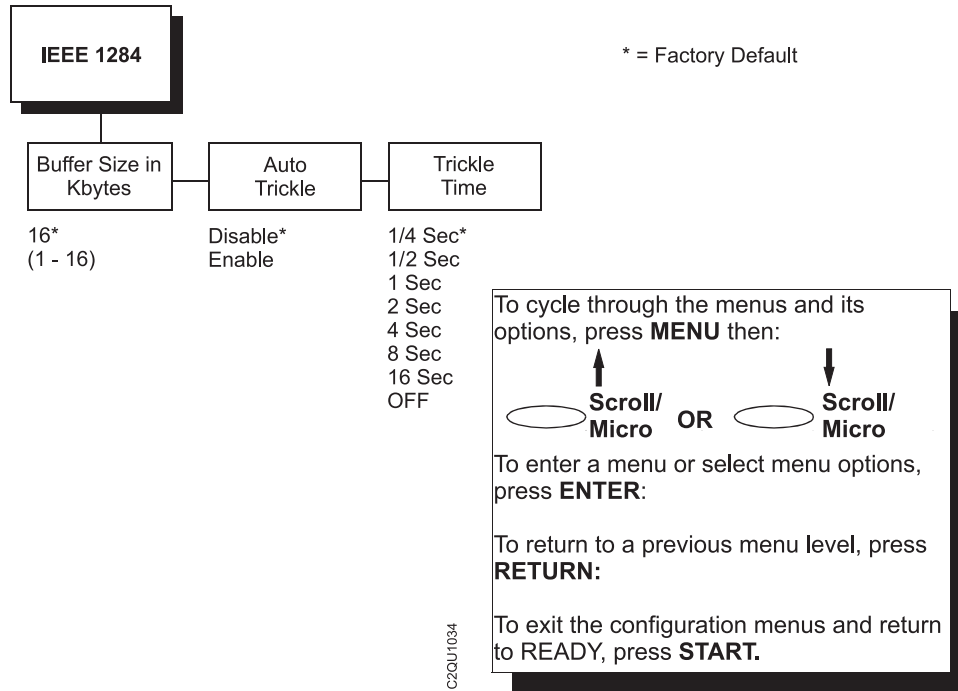 IEEE 1284
* = Factory Default
Buffer Size in
Kbytes
Auto
Trickle
Trickle
Time
16*
(1 - 16)
Disable*
Enable
1/4 Sec*
1/2 Sec
1 Sec
2 Sec
4 Sec
8 Sec
16 Sec
OFF
To cycle through the menus and its
options, press MENU then:
Scroll/
Micro
OR
Scroll/
Micro
To enter a menu or select menu options,
press ENTER:
To return to a previous menu level, press
RETURN:
To exit the configuration menus and return
to READY, press START.
C2QU1034